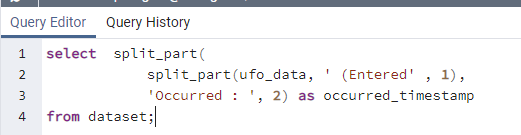 Query Editor Query History
1 select  split_part(
2             split_part(ufo_data, ' (Entered' , 1),
3             'Occurred : ', 2) as occurred_timestamp
4 from dataset;